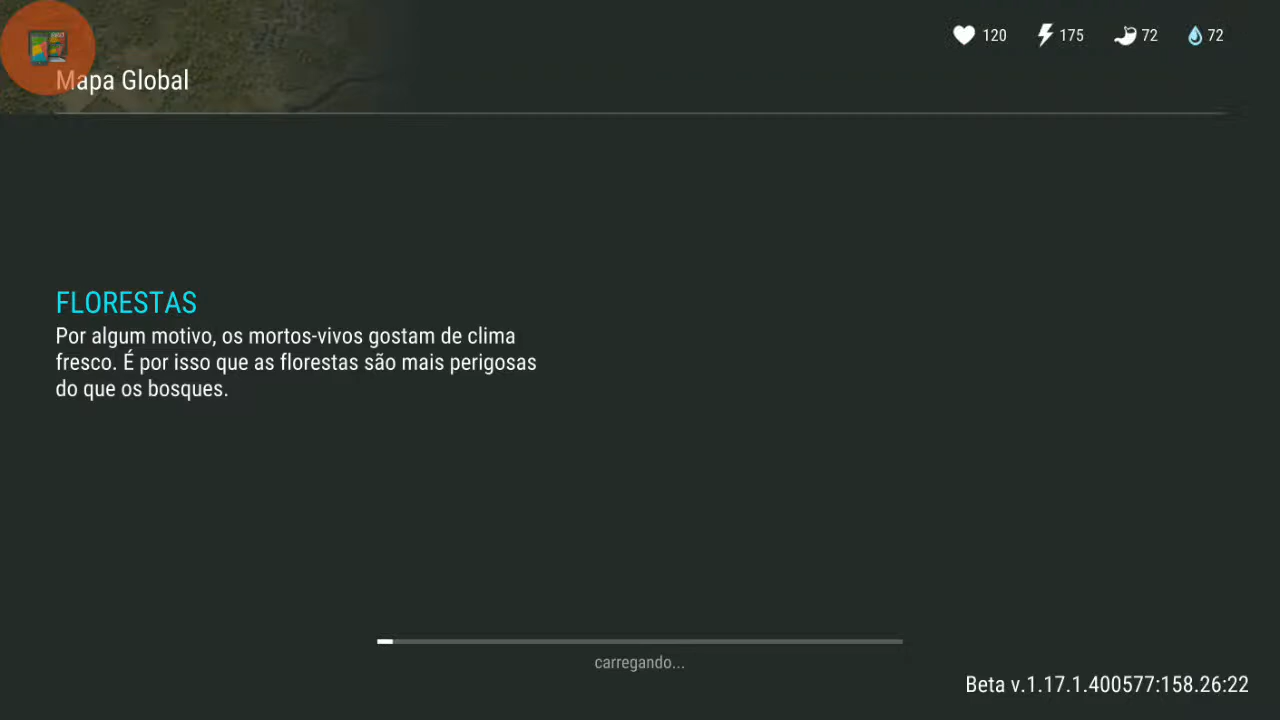 120 175 72 72
Mapa Global
FLORESTAS
Por algum motivo, os mortos-vivos gostam de clima
fresco. É por isso que as florestas são mais perigosas
do que os bosques.
carregando...
Beta v.1.17.1.400577:158.26:22